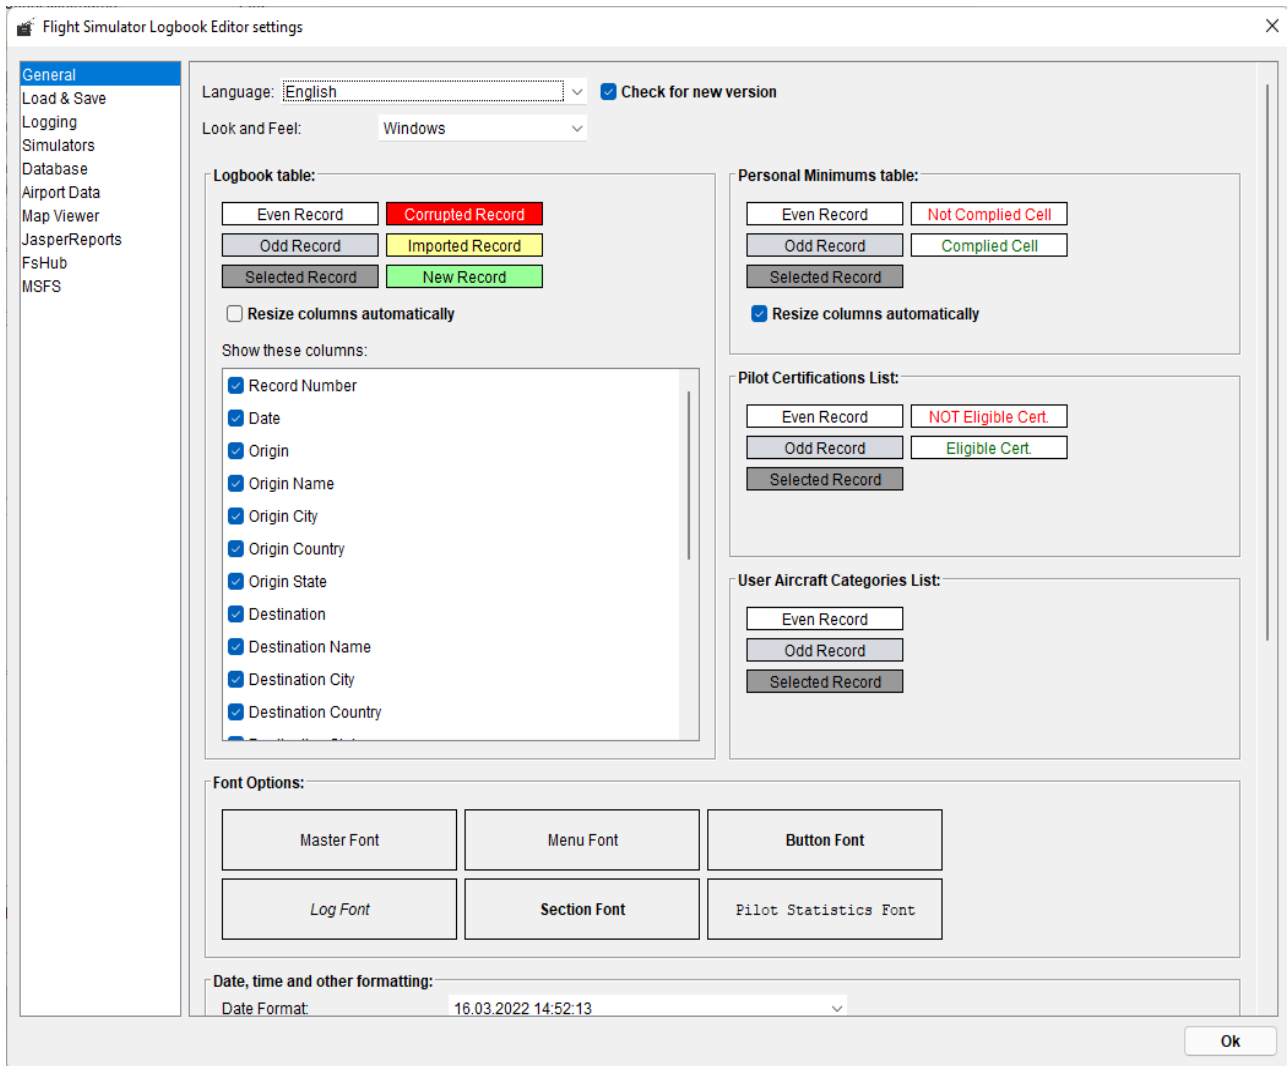 Flight Simulator Logbook Editor settings
General
Load & Save
Logging
Simulators
Database
Airport Data
Map Viewer
JasperReports
FsHub
MSFS
Language: English
Check for new version
Look and Feel: Windows
Logbook table:
Even Record Corrupted Record
Odd Record Imported Record
Selected Record New Record
Resize columns automatically
Show these columns:
Record Number
Date
Origin
Origin Name
Origin City
Origin Country
Origin State
Destination
Destination Name
Destination City
Destination Country
Personal Minimums table:
Even Record Not Complied Cell
Odd Record Complied Cell
Selected Record
Resize columns automatically
Pilot Certifications List:
Even Record NOT Eligible Cert.
Odd Record Eligible Cert.
Selected Record
User Aircraft Categories List:
Even Record
Odd Record
Selected Record
Font Options:
Master Font Menu Font Button Font
Log Font Section Font Pilot Statistics Font
Date, time and other formatting:
Date Format: 16.03.2022 14:52:13
Ok